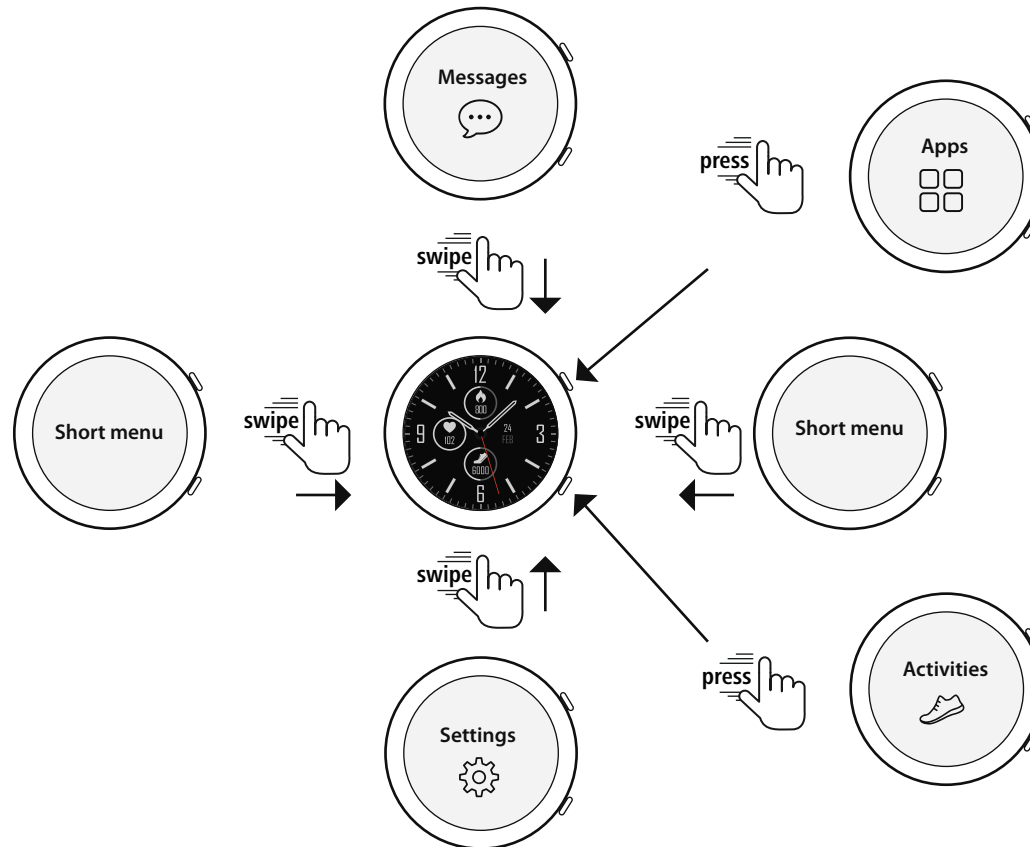 Messages
press
Apps
swipe
Short menu
swipe
12
800
9
102
24
FEB
3
6000
6
swipe
Short menu
swipe
press
Activities
Settings